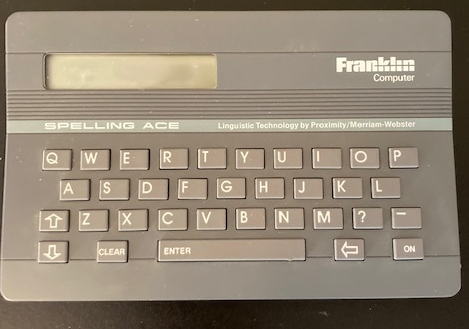 Franklin
Computer
SPELLING ACE Linguistic Technology by Proximity/Merriam-Webster
Q W E R T Y U I O P
A S D F G H J K L
⇧ Z X C V B N M ? –
⇩ CLEAR ENTER ⇦ ON